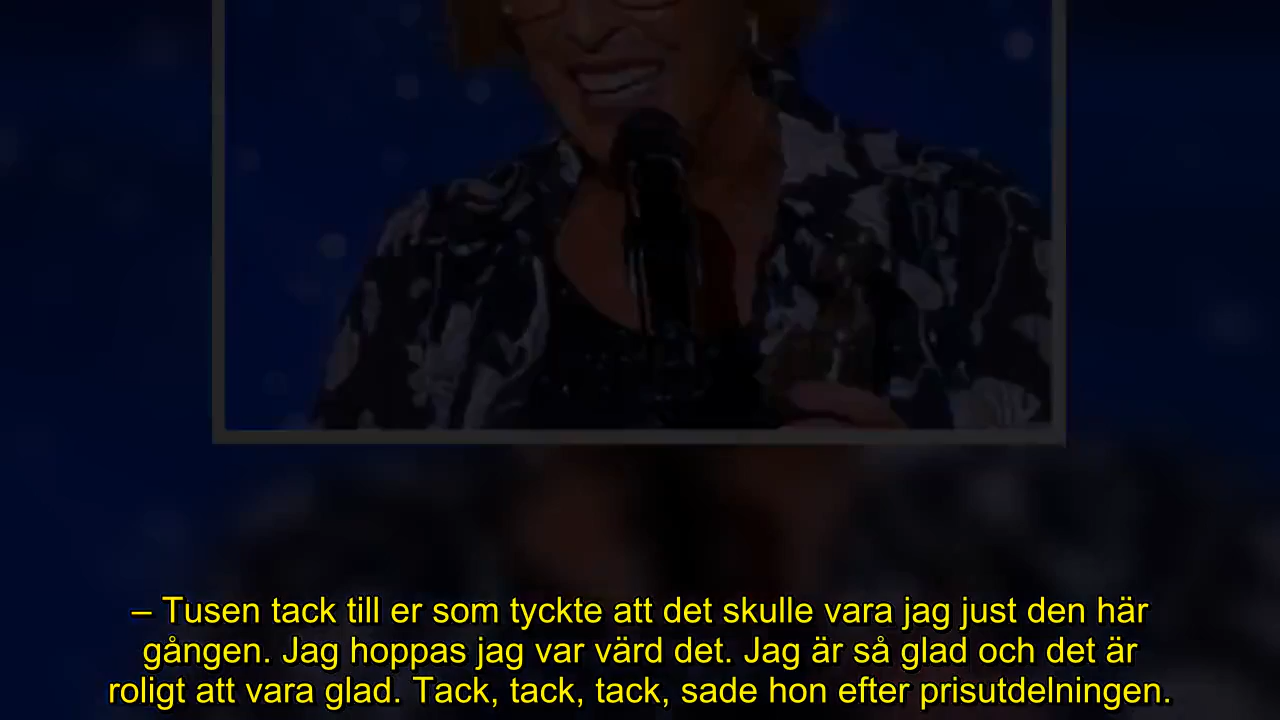 – Tusen tack till er som tyckte att det skulle vara jag just den här
gången. Jag hoppas jag var värd det. Jag är så glad och det är
roligt att vara glad. Tack, tack, tack, sade hon efter prisutdelningen.